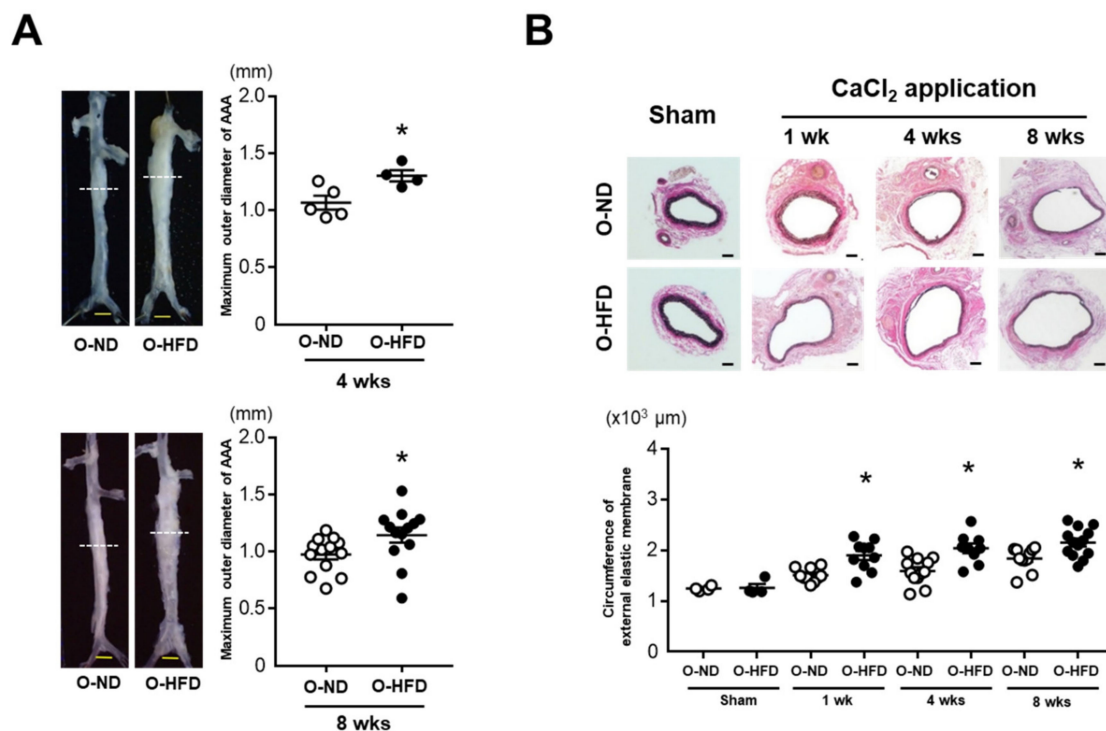 A
(mm)
Maximum outer diameter of AAA
2.0
1.5
1.0
0.5
0
O-ND
O-HFD
*
O-ND
O-HFD
4 wks
(mm)
Maximum outer diameter of AAA
2.0
1.5
1.0
0.5
0
O-ND
O-HFD
*
O-ND
O-HFD
8 wks
B
Sham
CaCl₂ application
1 wk
4 wks
8 wks
O-ND
O-HFD
(x10³ μm)
Circumference of
external elastic membrane
4
3
2
1
0
*
*
*
O-ND
O-HFD
O-ND
O-HFD
O-ND
O-HFD
O-ND
O-HFD
Sham
1 wk
4 wks
8 wks